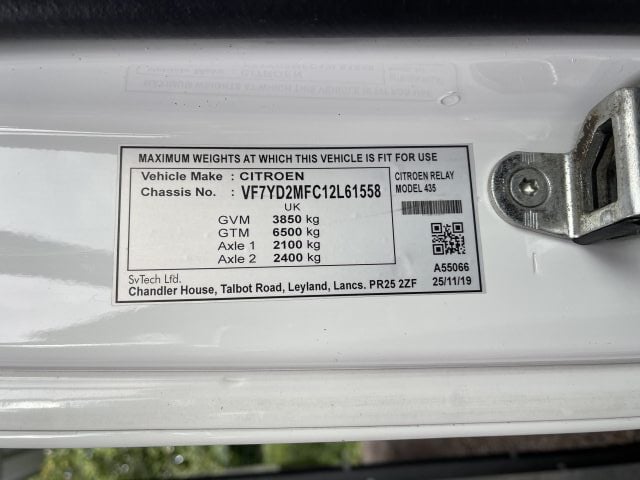 MAXIMUM WEIGHTS AT WHICH THIS VEHICLE IS FIT FOR USE
Vehicle Make : CITROEN
Chassis No. : VF7YD2MFC12L61558
UK
GVM 3850 kg
GTM 6500 kg
Axle 1 2100 kg
Axle 2 2400 kg
CITROEN RELAY
MODEL 435
A55066
25/11/19
SvTech Ltd.
Chandler House, Talbot Road, Leyland, Lancs. PR25 2ZF